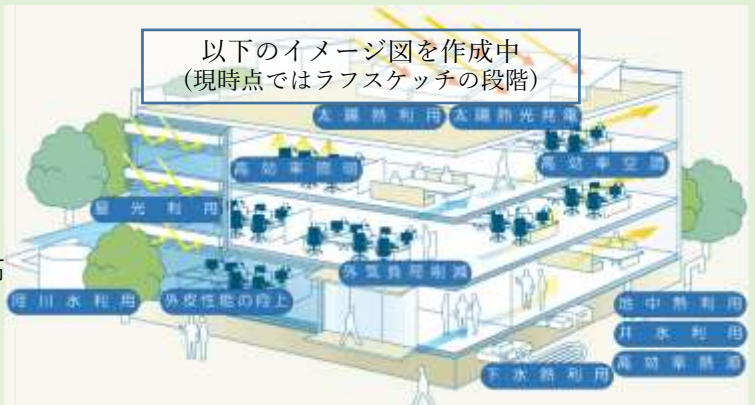 以下のイメージ図を作成中
(現時点ではラフスケッチの段階)
太陽熱利用
太陽熱光発電
高効率照明
高効率空調
昼光利用
外気負荷削減
河川水利用
外皮性能の向上
地中熱利用
井水利用
高効率熱源
下水熱利用